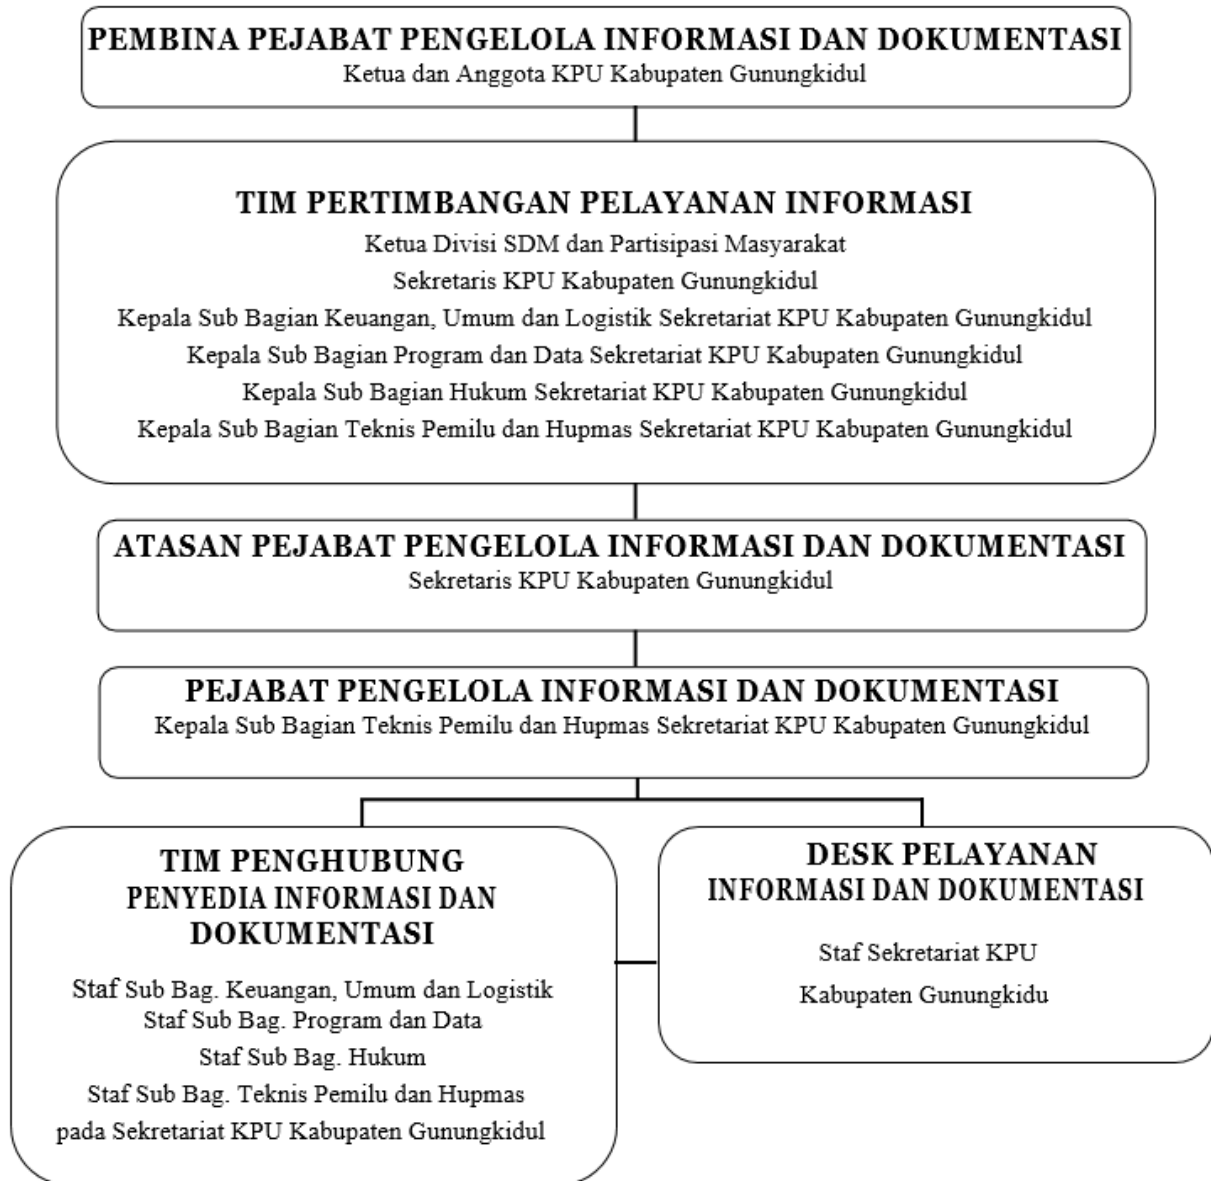 PEMBINA PEJABAT PENGELOLA INFORMASI DAN DOKUMENTASI
Ketua dan Anggota KPU Kabupaten Gunungkidul
TIM PERTIMBANGAN PELAYANAN INFORMASI
Ketua Divisi SDM dan Partisipasi Masyarakat
Sekretaris KPU Kabupaten Gunungkidul
Kepala Sub Bagian Keuangan, Umum dan Logistik Sekretariat KPU Kabupaten Gunungkidul
Kepala Sub Bagian Program dan Data Sekretariat KPU Kabupaten Gunungkidul
Kepala Sub Bagian Hukum Sekretariat KPU Kabupaten Gunungkidul
Kepala Sub Bagian Teknis Pemilu dan Hupmas Sekretariat KPU Kabupaten Gunungkidul
ATASAN PEJABAT PENGELOLA INFORMASI DAN DOKUMENTASI
Sekretaris KPU Kabupaten Gunungkidul
PEJABAT PENGELOLA INFORMASI DAN DOKUMENTASI
Kepala Sub Bagian Teknis Pemilu dan Hupmas Sekretariat KPU Kabupaten Gunungkidul
TIM PENGHUBUNG
PENYEDIA INFORMASI DAN
DOKUMENTASI
Staf Sub Bag. Keuangan, Umum dan Logistik
Staf Sub Bag. Program dan Data
Staf Sub Bag. Hukum
Staf Sub Bag. Teknis Pemilu dan Hupmas
pada Sekretariat KPU Kabupaten Gunungkidul
DESK PELAYANAN
INFORMASI DAN DOKUMENTASI
Staf Sekretariat KPU
Kabupaten Gunungkidu